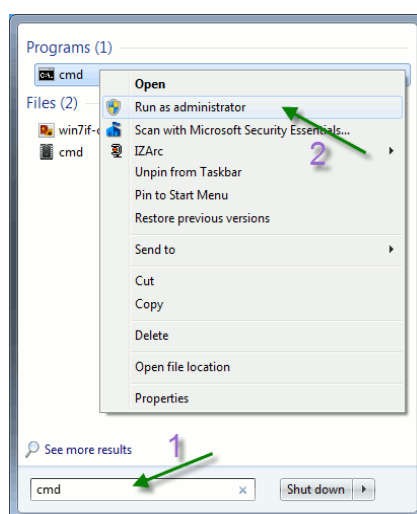 Programs (1)
cmd
Open
Files (2)
Run as administrator
win7if-c
Scan with Microsoft Security Essentials...
2
cmd
IZArc
Unpin from Taskbar
Pin to Start Menu
Restore previous versions
Send to
Cut
Copy
Delete
Open file location
Properties
See more results
1
cmd
Shut down